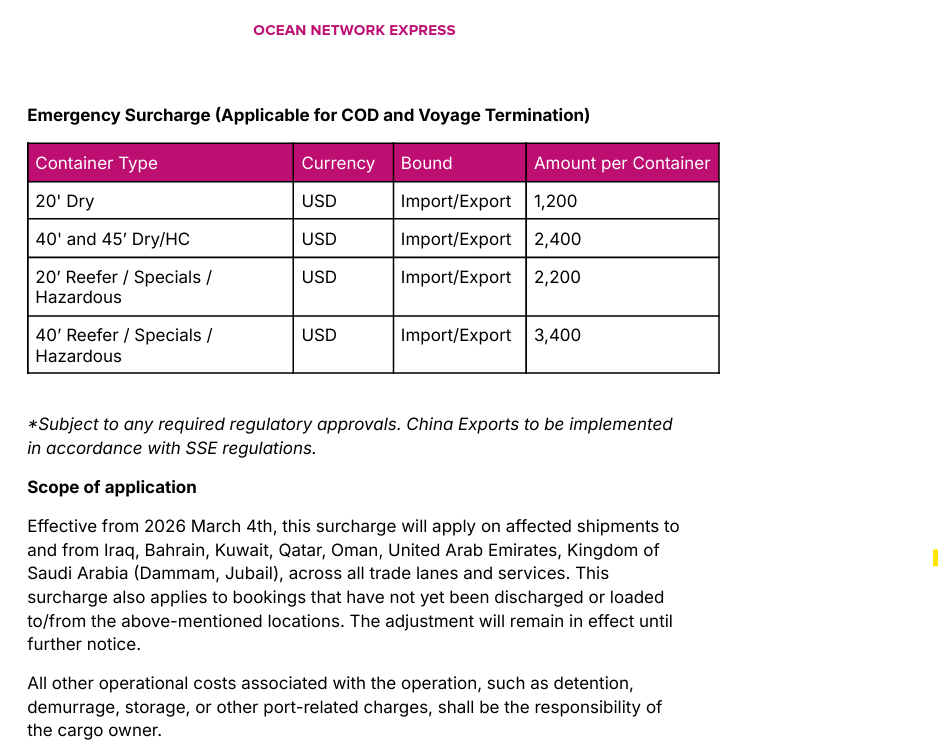 OCEAN NETWORK EXPRESS
Emergency Surcharge (Applicable for COD and Voyage Termination)
Container Type Currency Bound Amount per Container
20' Dry USD Import/Export 1,200
40' and 45’ Dry/HC USD Import/Export 2,400
20’ Reefer / Specials / USD Import/Export 2,200
Hazardous
40’ Reefer / Specials / USD Import/Export 3,400
Hazardous
*Subject to any required regulatory approvals. China Exports to be implemented
in accordance with SSE regulations.
Scope of application
Effective from 2026 March 4th, this surcharge will apply on affected shipments to
and from Iraq, Bahrain, Kuwait, Qatar, Oman, United Arab Emirates, Kingdom of
Saudi Arabia (Dammam, Jubail), across all trade lanes and services. This
surcharge also applies to bookings that have not yet been discharged or loaded
to/from the above-mentioned locations. The adjustment will remain in effect until
further notice.
All other operational costs associated with the operation, such as detention,
demurrage, storage, or other port-related charges, shall be the responsibility of
the cargo owner.